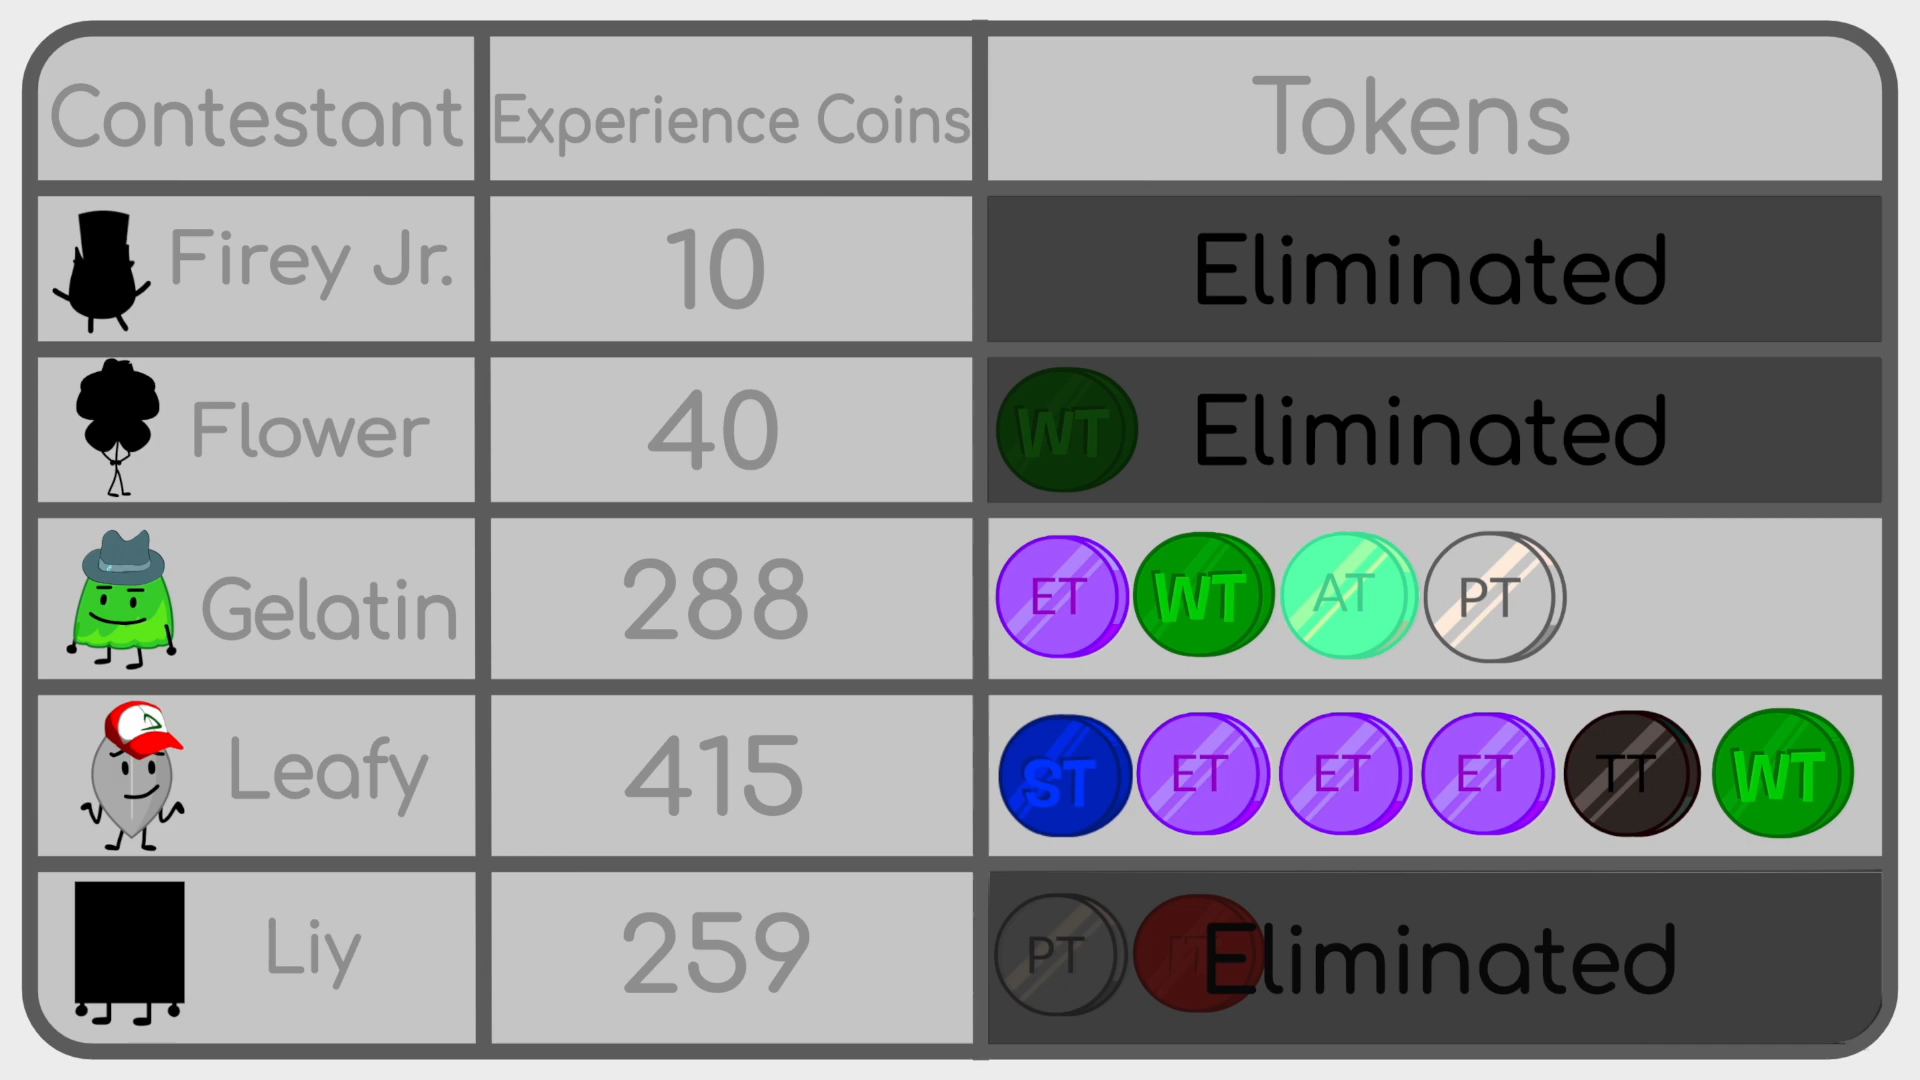 Contestant Experience Coins Tokens
Firey Jr. 10 Eliminated
Flower 40 WT Eliminated
Gelatin 288 ET WT AT PT
Leafy 415 ST ET ET ET TT WT
Liy 259 PT Eliminated